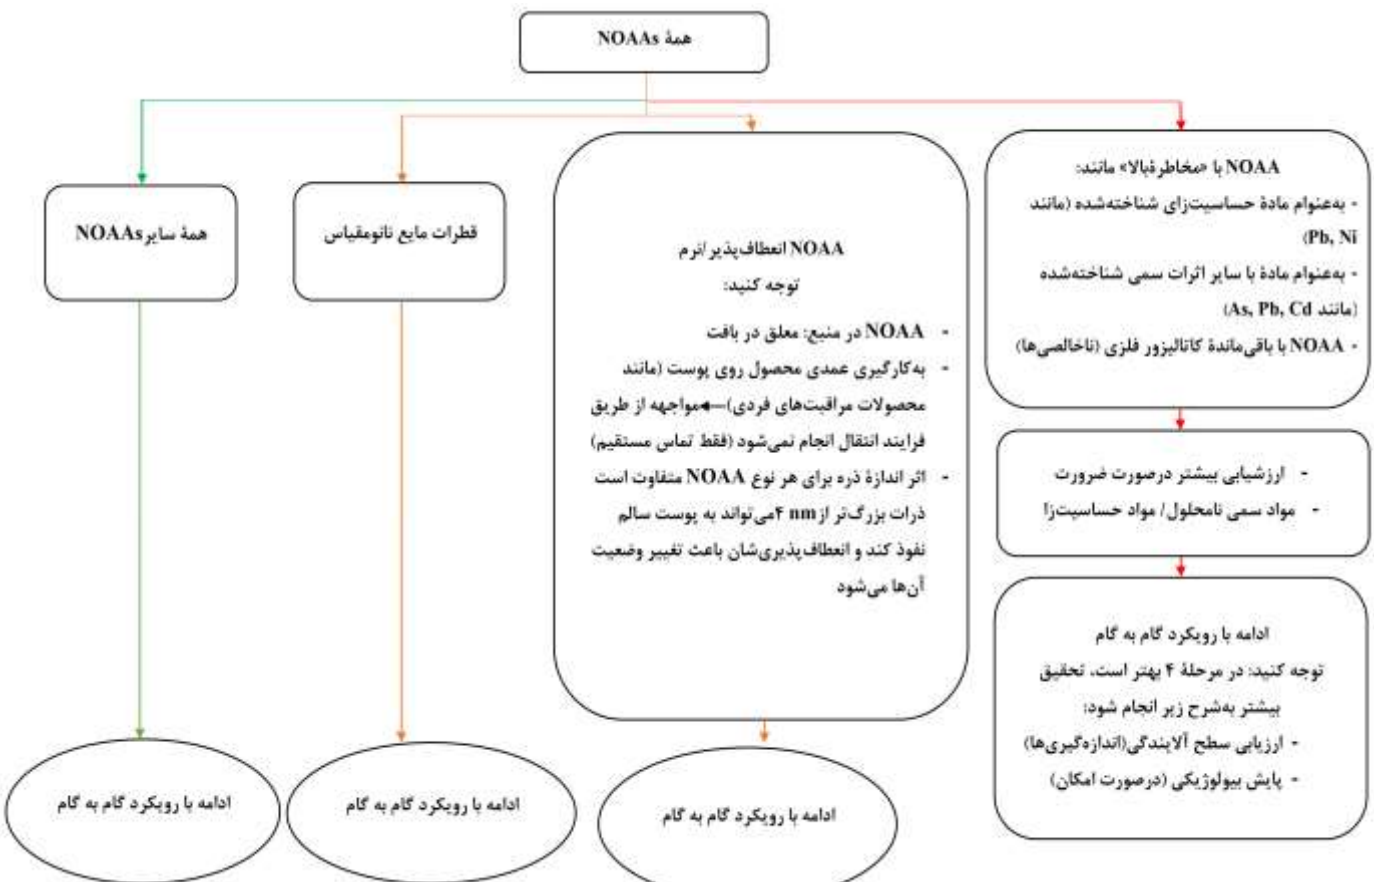 همهٔ NOAAs
NOAA با «مخاطرهٔبالا» مانند:
- به‌عنوام مادهٔ حساسیت‌زای شناخته‌شده (مانند
Pb, Ni)
- به‌عنوام مادهٔ با سایر اثرات سمی شناخته‌شده
(مانند As, Pb, Cd)
- NOAA با باقی‌ماندهٔ کاتالیزور فلزی (ناخالصی‌ها)
- ارزشیابی بیشتر درصورت ضرورت
- مواد سمی نامحلول/ مواد حساسیت‌زا
ادامه با رویکرد گام به گام
توجه کنید: در مرحلهٔ ۴ بهتر است، تحقیق
بیشتر به‌شرح زیر انجام شود:
- ارزیابی سطح آلایندگی(اندازه‌گیری‌ها)
- پایش بیولوژیکی (درصورت امکان)
NOAA انعطاف‌پذیر/نرم
توجه کنید:
- NOAA در منبع: معلق در بافت
- به‌کارگیری عمدی محصول روی پوست (مانند
محصولات مراقبت‌های فردی)→مواجهه از طریق
فرایند انتقال انجام نمی‌شود (فقط تماس مستقیم)
- اثر اندازهٔ ذره برای هر نوع NOAA متفاوت است
ذرات بزرگ‌تر از ۴ nm می‌تواند به پوست سالم
نفوذ کند و انعطاف‌پذیری‌شان باعث تغییر وضعیت
آن‌ها می‌شود
ادامه با رویکرد گام به گام
قطرات مایع نانومقیاس
ادامه با رویکرد گام به گام
همهٔ سایر NOAAs
ادامه با رویکرد گام به گام